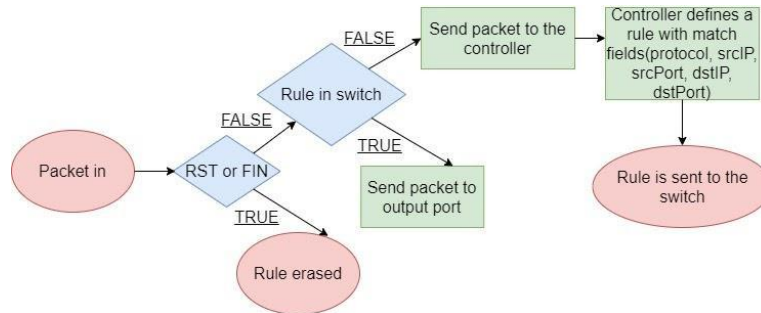 Packet in
RST or FIN
FALSE
TRUE
Rule erased
Rule in switch
FALSE
TRUE
Send packet to
output port
Send packet to the
controller
Controller defines a
rule with match
fields(protocol, srcIP,
srcPort, dstIP,
dstPort)
Rule is sent to the
switch